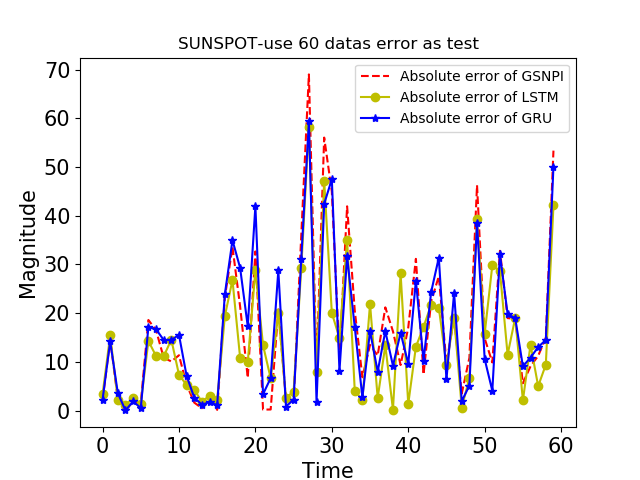 SUNSPOT-use 60 datas error as test
Absolute error of GSNPI
Absolute error of LSTM
Absolute error of GRU
Magnitude
70
60
50
40
30
20
10
0
0 10 20 30 40 50 60
Time